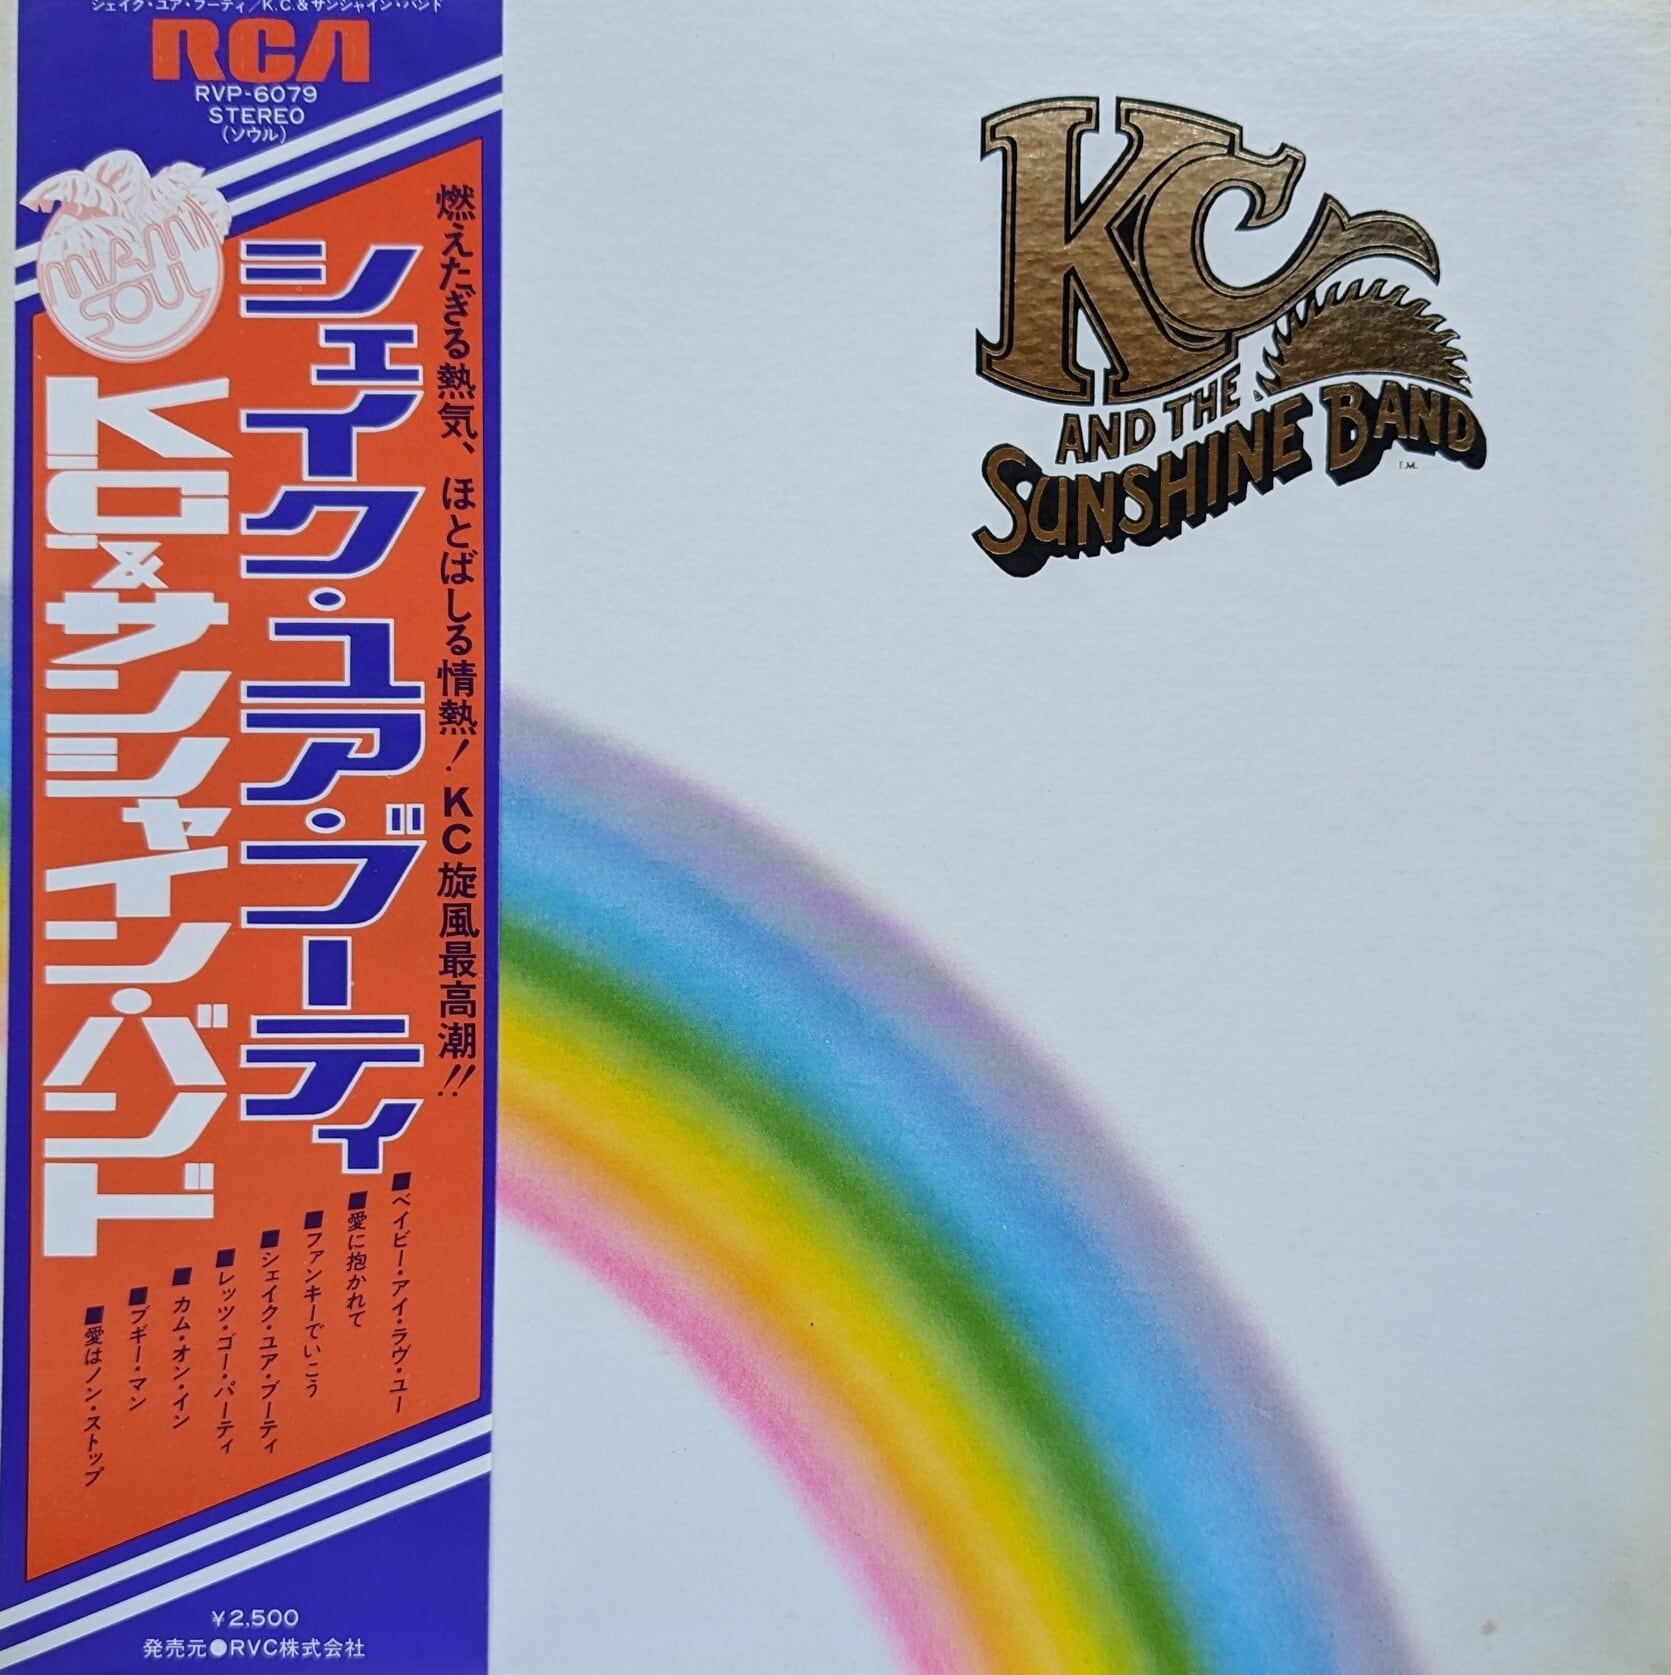 シェイク・ユア・ブーティ/K.C.&サンシャイン・バンド
RCA
RVP-6079
STEREO
(ソウル)
MIAMI
SOUL
燃えたぎる熱気、ほとばしる情熱!KC旋風最高潮!!
シェイク・ユア・ブーティ
KC&サンシャイン・バンド
■ベイビー・アイ・ラヴ・ユー
■愛に抱かれて
■ファンキーでいこう
■シェイク・ユア・ブーティ
■レッツ・ゴー・パーティ
■カム・オン・イン
■ブギー・マン
■愛はノン・ストップ
¥2,500
発売元●RVC株式会社
KC
AND THE
SUNSHINE BAND
T.M.